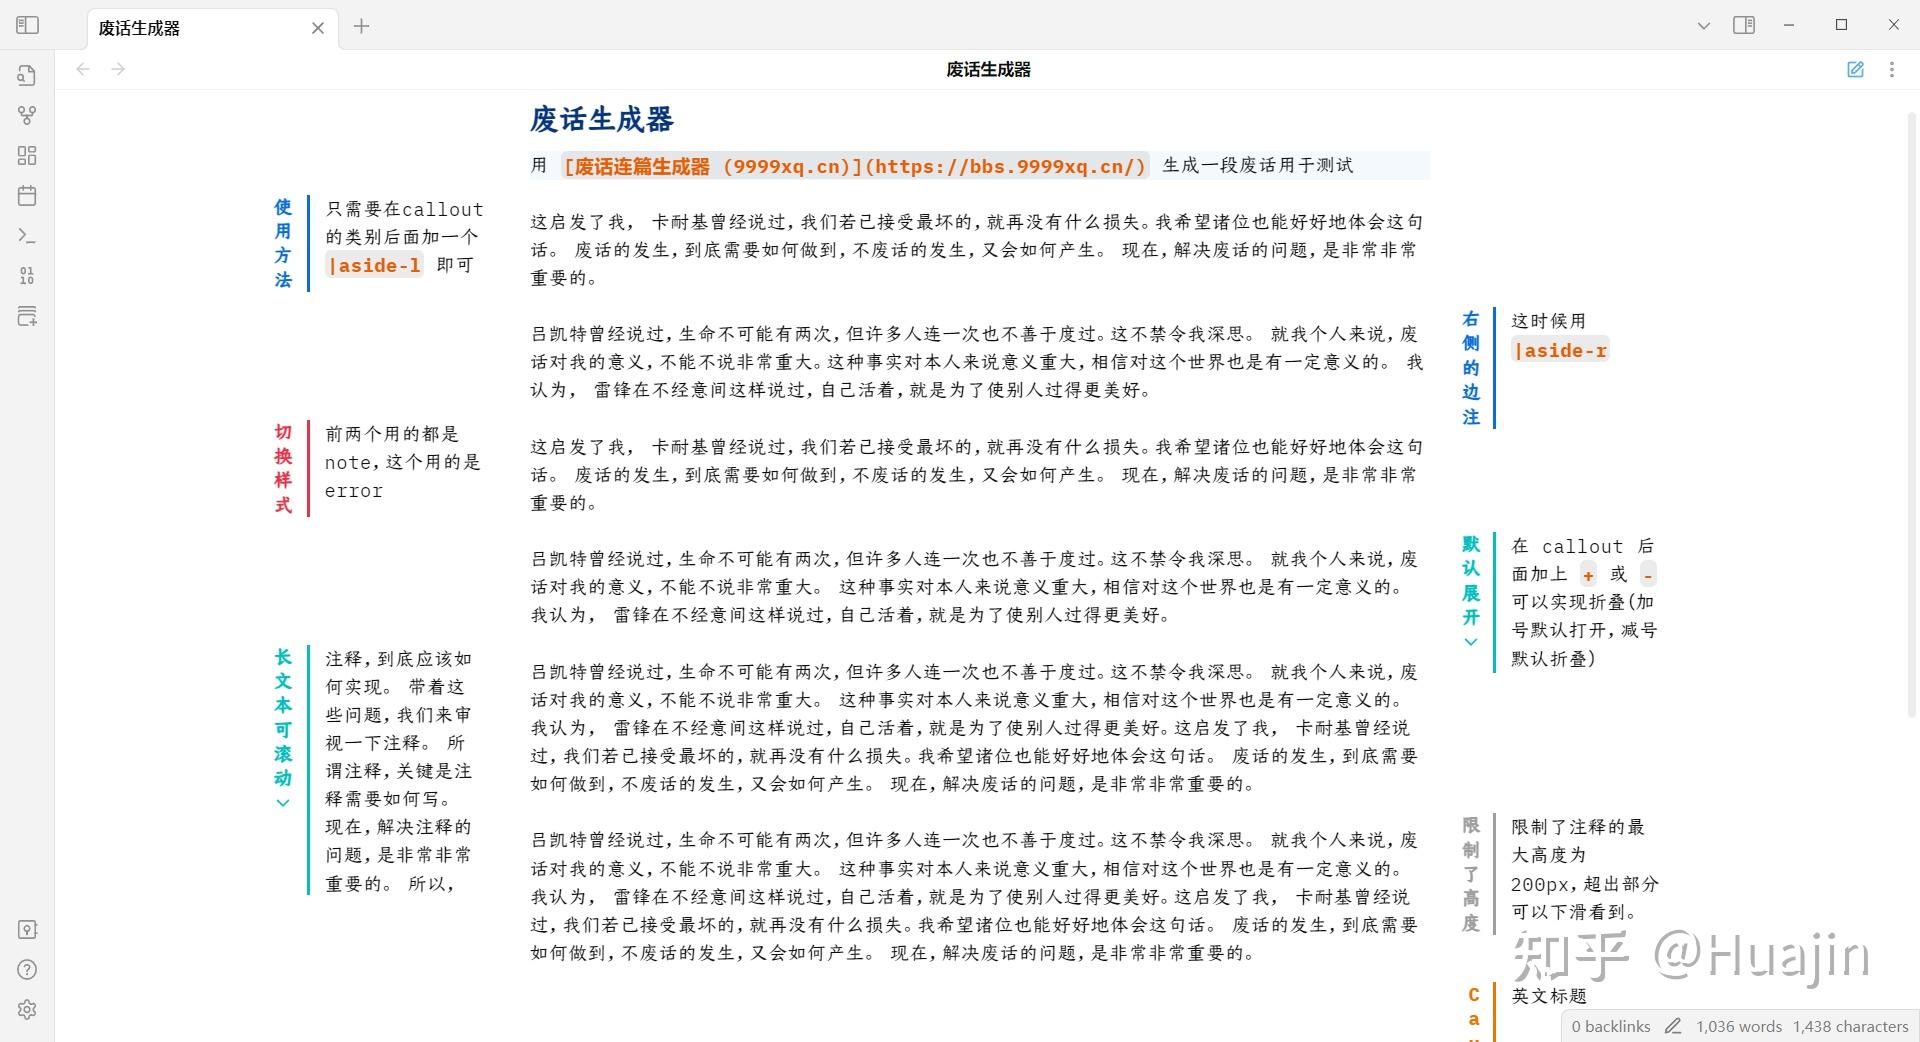 废话生成器
废话生成器
废话生成器
用 [废话连篇生成器 (9999xq.cn)](https://bbs.9999xq.cn/) 生成一段废话用于测试
使用方法
只需要在callout
的类别后面加一个
|aside-l 即可
这启发了我， 卡耐基曾经说过，我们若已接受最坏的，就再没有什么损失。我希望诸位也能好好地体会这句
话。 废话的发生，到底需要如何做到，不废话的发生，又会如何产生。 现在，解决废话的问题，是非常非常
重要的。
吕凯特曾经说过，生命不可能有两次，但许多人连一次也不善于度过。这不禁令我深思。 就我个人来说，废
话对我的意义，不能不说非常重大。这种事实对本人来说意义重大，相信对这个世界也是有一定意义的。 我
认为， 雷锋在不经意间这样说过，自己活着，就是为了使别人过得更美好。
右侧的边注
这时候用
|aside-r
切换样式
前两个用的都是
note，这个用的是
error
这启发了我， 卡耐基曾经说过，我们若已接受最坏的，就再没有什么损失。我希望诸位也能好好地体会这句
话。 废话的发生，到底需要如何做到，不废话的发生，又会如何产生。 现在，解决废话的问题，是非常非常
重要的。
吕凯特曾经说过，生命不可能有两次，但许多人连一次也不善于度过。这不禁令我深思。 就我个人来说，废
话对我的意义，不能不说非常重大。 这种事实对本人来说意义重大，相信对这个世界也是有一定意义的。
我认为， 雷锋在不经意间这样说过，自己活着，就是为了使别人过得更美好。
默认展开
在 callout 后
面加上 + 或 -
可以实现折叠(加
号默认打开，减号
默认折叠)
长文本可滚动
注释，到底应该如
何实现。 带着这
些问题，我们来审
视一下注释。 所
谓注释，关键是注
释需要如何写。
现在，解决注释的
问题，是非常非常
重要的。 所以，
吕凯特曾经说过，生命不可能有两次，但许多人连一次也不善于度过。这不禁令我深思。 就我个人来说，废
话对我的意义，不能不说非常重大。 这种事实对本人来说意义重大，相信对这个世界也是有一定意义的。
我认为， 雷锋在不经意间这样说过，自己活着，就是为了使别人过得更美好。这启发了我， 卡耐基曾经说
过，我们若已接受最坏的，就再没有什么损失。我希望诸位也能好好地体会这句话。 废话的发生，到底需要
如何做到，不废话的发生，又会如何产生。 现在，解决废话的问题，是非常非常重要的。
吕凯特曾经说过，生命不可能有两次，但许多人连一次也不善于度过。这不禁令我深思。 就我个人来说，废
话对我的意义，不能不说非常重大。 这种事实对本人来说意义重大，相信对这个世界也是有一定意义的。
我认为， 雷锋在不经意间这样说过，自己活着，就是为了使别人过得更美好。这启发了我， 卡耐基曾经说
过，我们若已接受最坏的，就再没有什么损失。我希望诸位也能好好地体会这句话。 废话的发生，到底需要
如何做到，不废话的发生，又会如何产生。 现在，解决废话的问题，是非常非常重要的。
限制了高度
限制了注释的最
大高度为
200px，超出部分
可以下滑看到。
知乎 @Huajin
Ca
英文标题
0 backlinks 1,036 words 1,438 characters